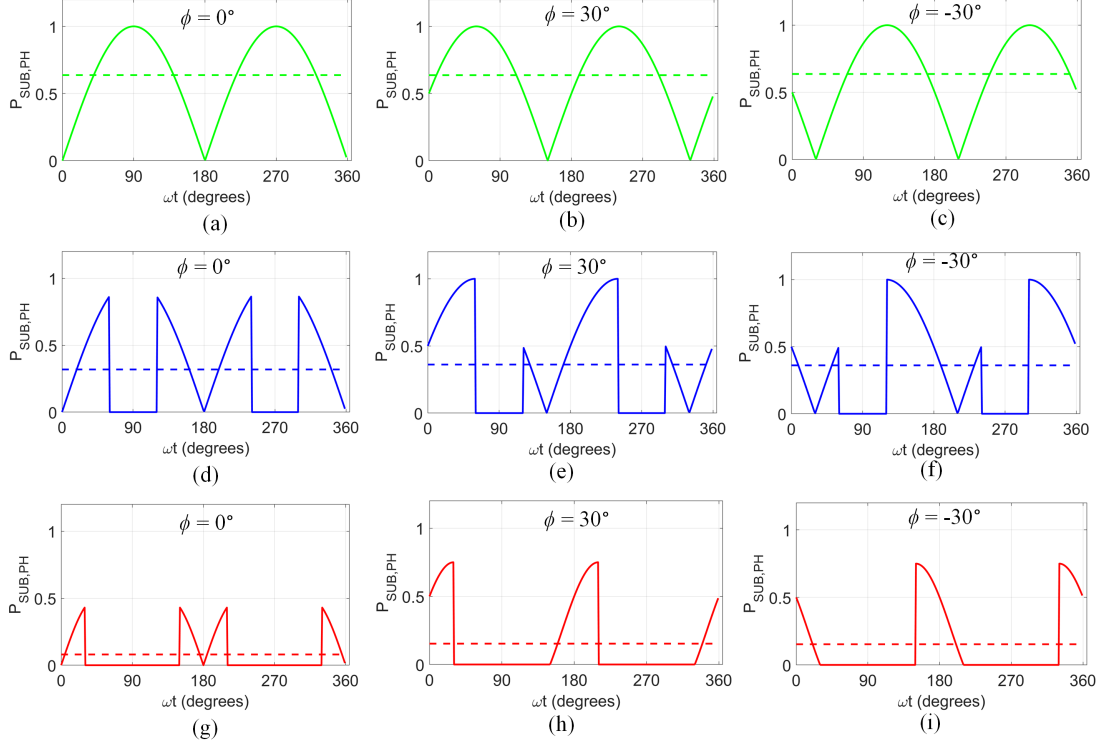 ϕ = 0°
P_SUB,PH
1
0.5
0
0 90 180 270 360
ωt (degrees)
(a)
ϕ = 30°
P_SUB,PH
1
0.5
0
0 90 180 270 360
ωt (degrees)
(b)
ϕ = -30°
P_SUB,PH
1
0.5
0
0 90 180 270 360
ωt (degrees)
(c)
ϕ = 0°
P_SUB,PH
1
0.5
0
0 90 180 270 360
ωt (degrees)
(d)
ϕ = 30°
P_SUB,PH
1
0.5
0
0 90 180 270 360
ωt (degrees)
(e)
ϕ = -30°
P_SUB,PH
1
0.5
0
0 90 180 270 360
ωt (degrees)
(f)
ϕ = 0°
P_SUB,PH
1
0.5
0
0 90 180 270 360
ωt (degrees)
(g)
ϕ = 30°
P_SUB,PH
1
0.5
0
0 90 180 270 360
ωt (degrees)
(h)
ϕ = -30°
P_SUB,PH
1
0.5
0
0 90 180 270 360
ωt (degrees)
(i)